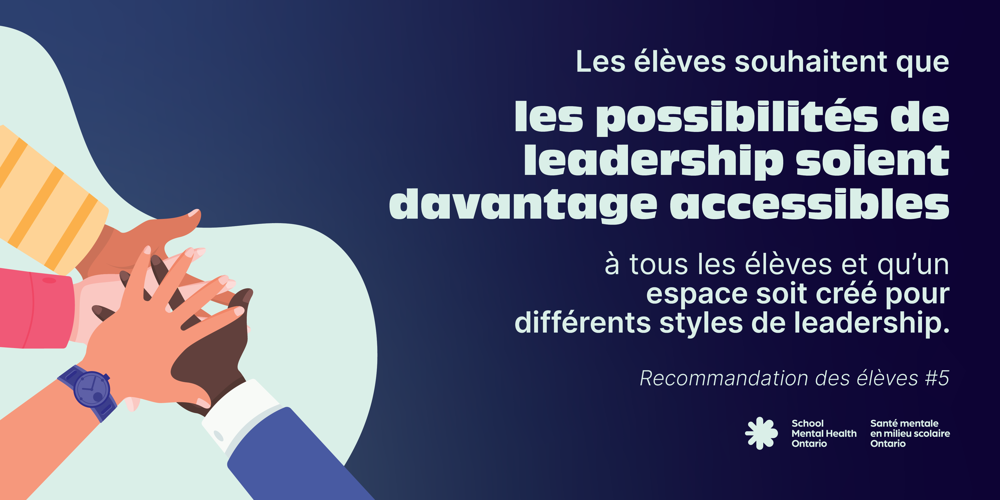 Les élèves souhaitent que
les possibilités de
leadership soient
davantage accessibles
à tous les élèves et qu’un
espace soit créé pour
différents styles de leadership.
Recommandation des élèves #5
School
Mental Health
Ontario
Santé mentale
en milieu scolaire
Ontario